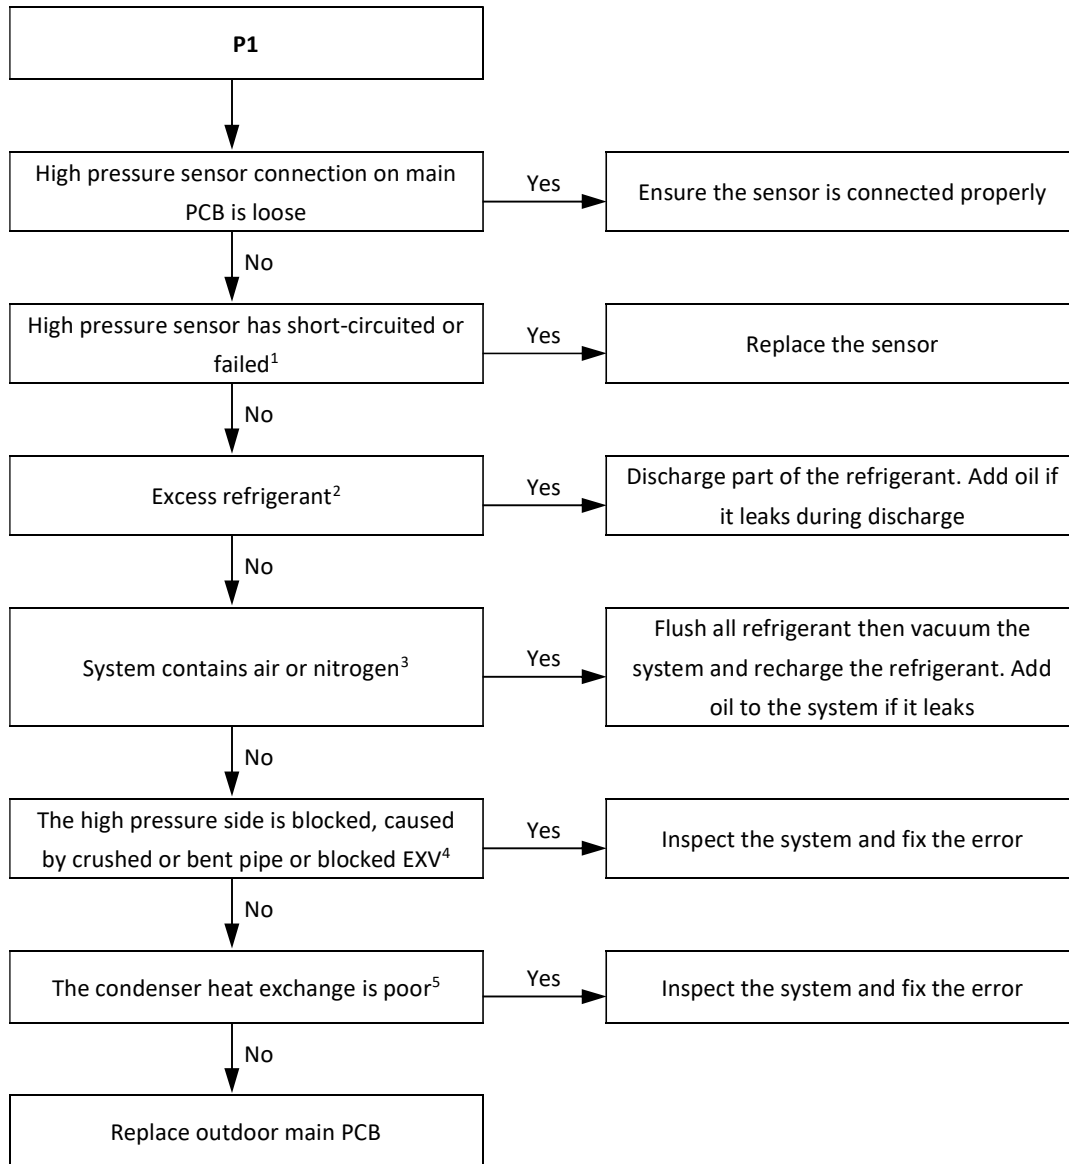 P1
High pressure sensor connection on main
PCB is loose
Yes
Ensure the sensor is connected properly
No
High pressure sensor has short-circuited or
failed¹
Yes
Replace the sensor
No
Excess refrigerant²
Yes
Discharge part of the refrigerant. Add oil if
it leaks during discharge
No
System contains air or nitrogen³
Yes
Flush all refrigerant then vacuum the
system and recharge the refrigerant. Add
oil to the system if it leaks
No
The high pressure side is blocked, caused
by crushed or bent pipe or blocked EXV⁴
Yes
Inspect the system and fix the error
No
The condenser heat exchange is poor⁵
Yes
Inspect the system and fix the error
No
Replace outdoor main PCB